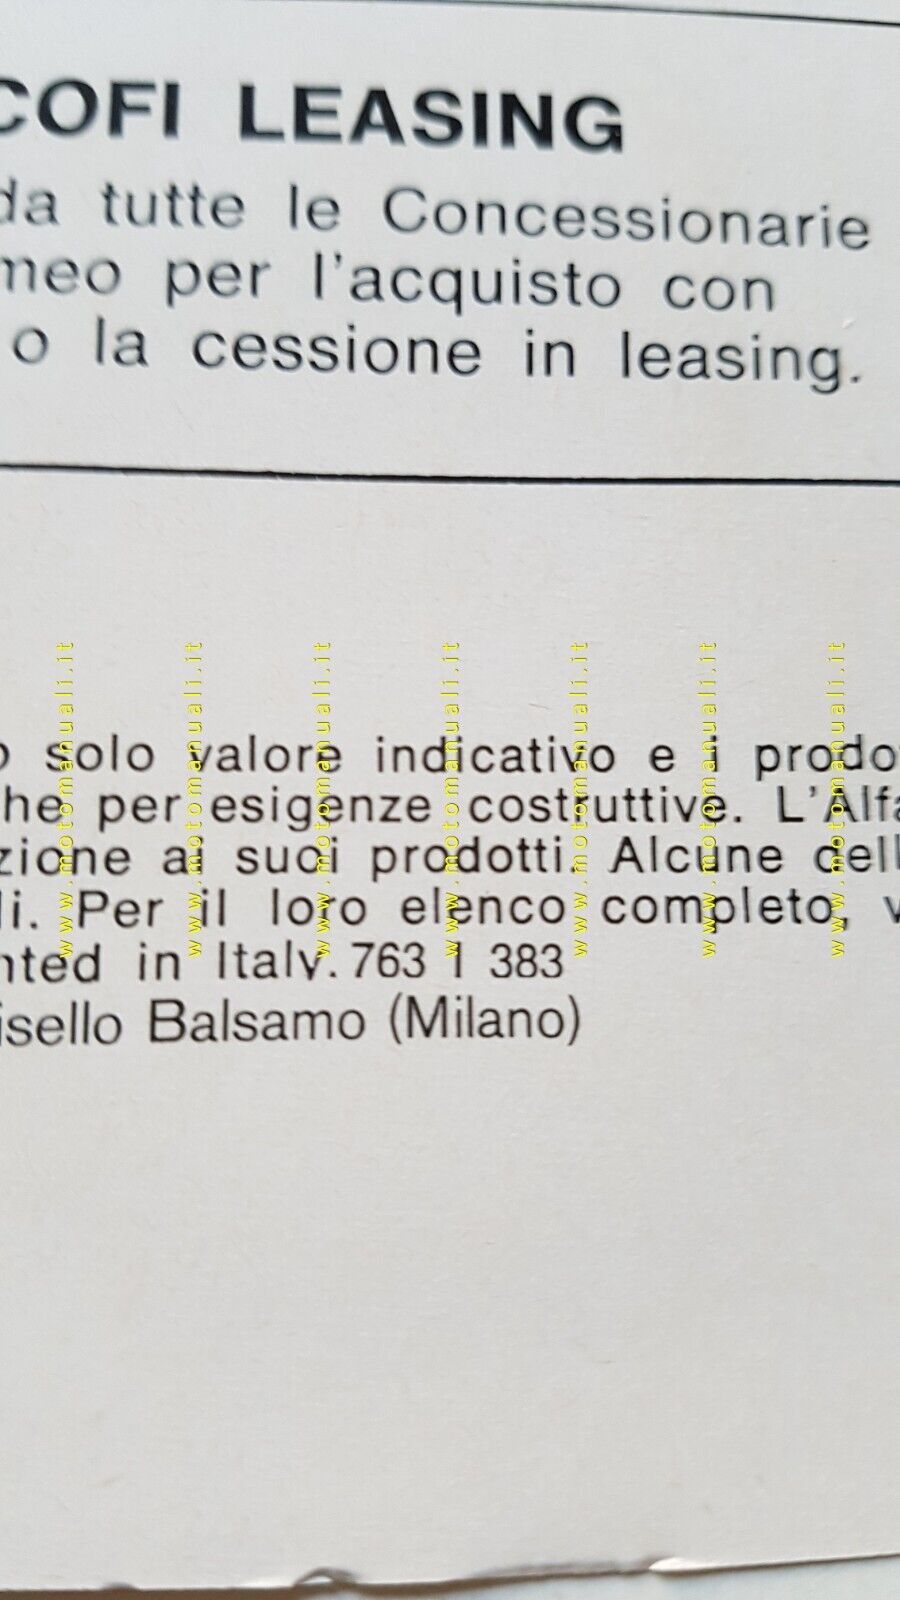 COFI LEASING
da tutte le Concessionarie
meo per l'acquisto con
o la cessione in leasing.
o solo valore indicativo e i prodo
he per esigenze costruttive. L'Alfa
zione ai suoi prodotti. Alcune dell
li. Per il loro elenco completo, v
nted in Italy. 763 I 383
isello Balsamo (Milano)
www.motomanuali.it
www.motomanuali.it
www.motomanuali.it
www.motomanuali.it
www.motomanuali.it
www.motomanuali.it
www.motomanuali.it